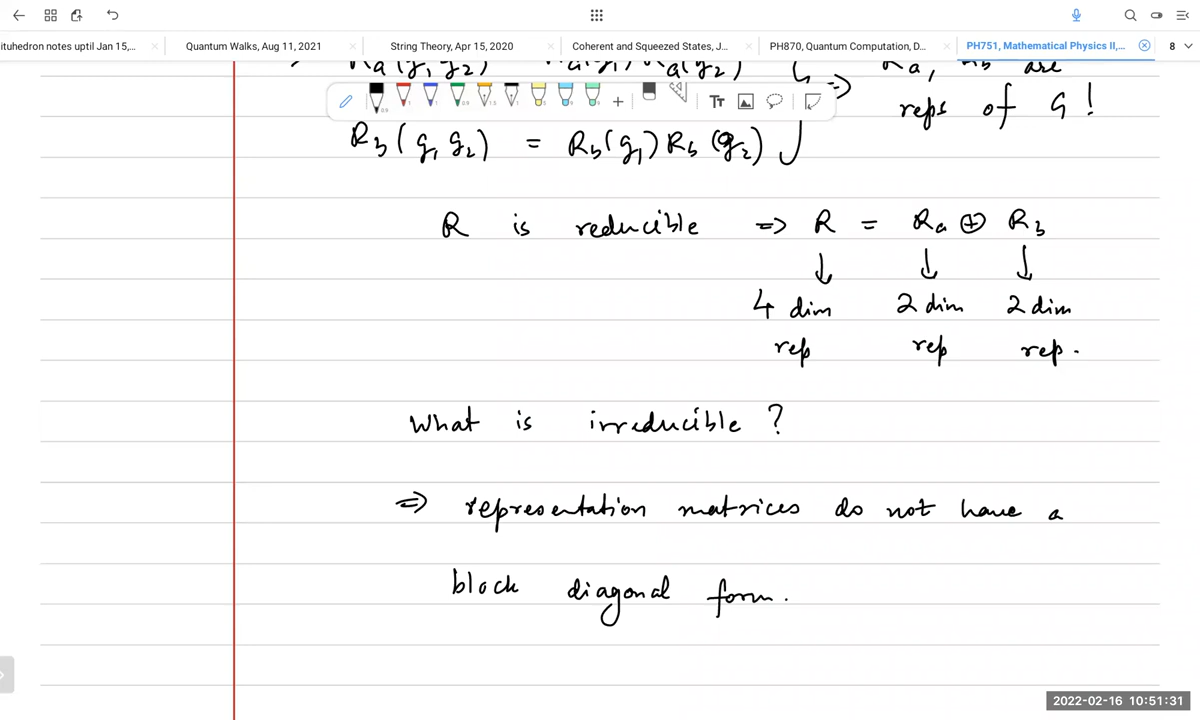 ituhedron notes uptil Jan 15,... Quantum Walks, Aug 11, 2021 String Theory, Apr 15, 2020 Coherent and Squeezed States, J... PH870, Quantum Computation, D... PH751, Mathematical Physics II,... 8
are
⇒ reps of G !
R_b(g_1 g_2) = R_b(g_1) R_b(g_2)
R is reducible ⇒ R = R_a ⊕ R_b
↓ ↓ ↓
4 dim 2 dim 2 dim
rep rep rep.
What is irreducible ?
⇒ representation matrices do not have a
block diagonal form.
2022-02-16 10:51:31